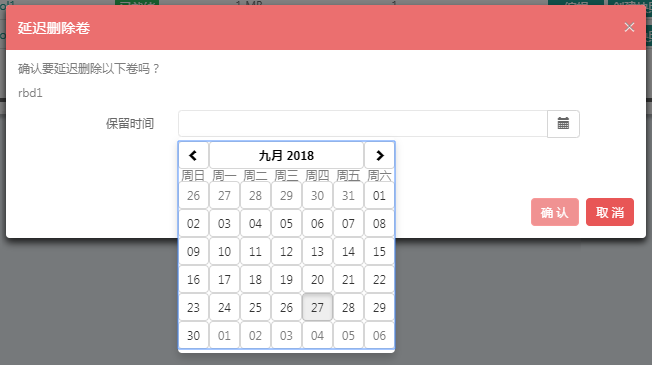 1 MB 1
延迟删除卷 ×
确认要延迟删除以下卷吗？
rbd1
保留时间
九月 2018
周日 周一 周二 周三 周四 周五 周六
26 27 28 29 30 31 01
02 03 04 05 06 07 08
09 10 11 12 13 14 15
16 17 18 19 20 21 22
23 24 25 26 27 28 29
30 01 02 03 04 05 06
确 认 取 消